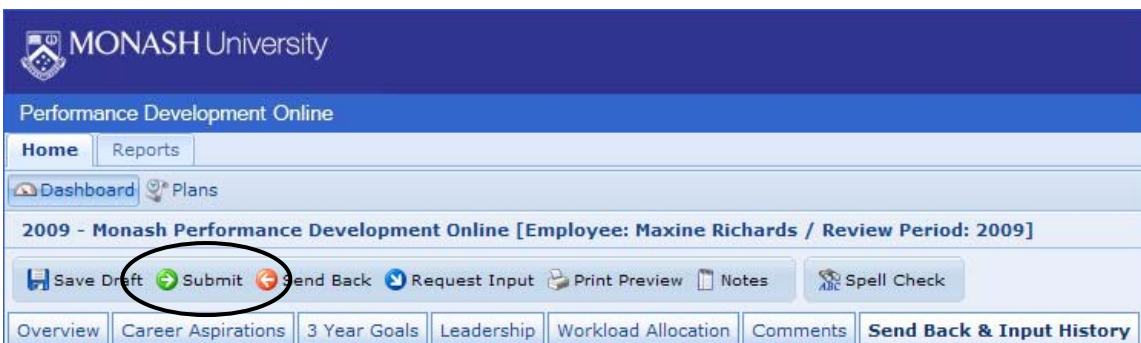 MONASH University
Performance Development Online
Home Reports
Dashboard Plans
2009 - Monash Performance Development Online [Employee: Maxine Richards / Review Period: 2009]
Save Draft Submit Send Back Request Input Print Preview Notes ABC Spell Check
Overview Career Aspirations 3 Year Goals Leadership Workload Allocation Comments Send Back & Input History